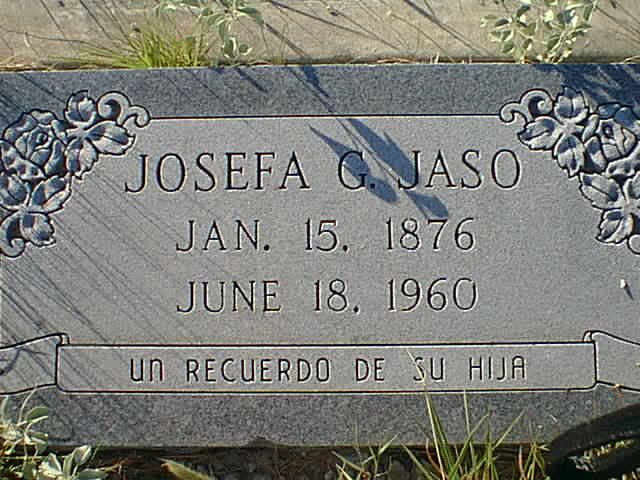 JOSEFA G. JASO
JAN. 15, 1876
JUNE 18, 1960
UN RECUERDO DE SU HIJA